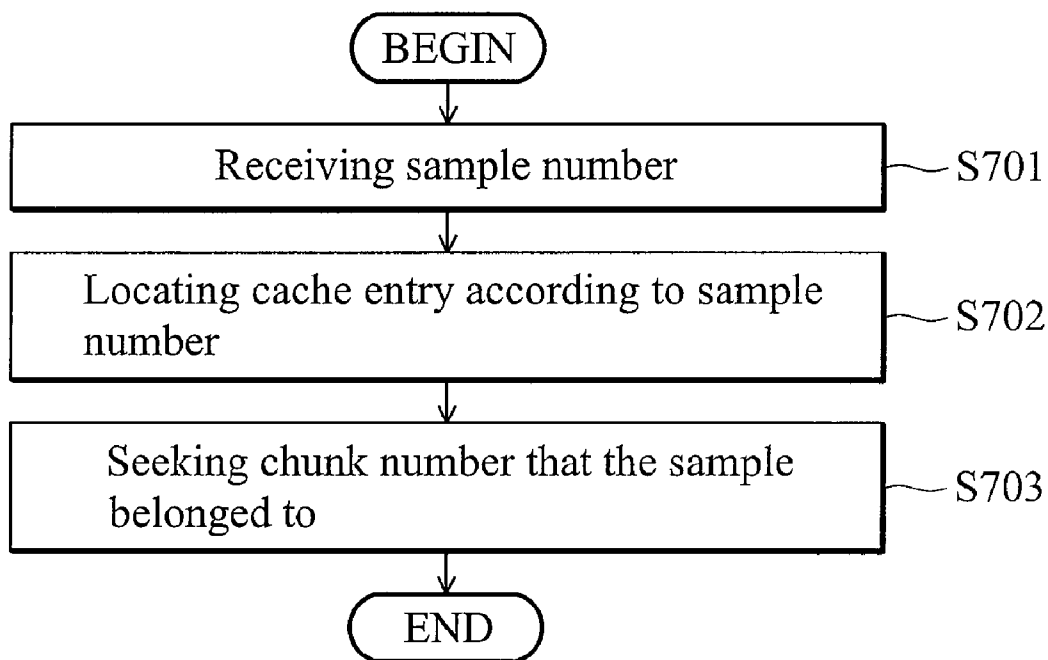 BEGIN
Receiving sample number
S701
Locating cache entry according to sample
number
S702
Seeking chunk number that the sample
belonged to
S703
END